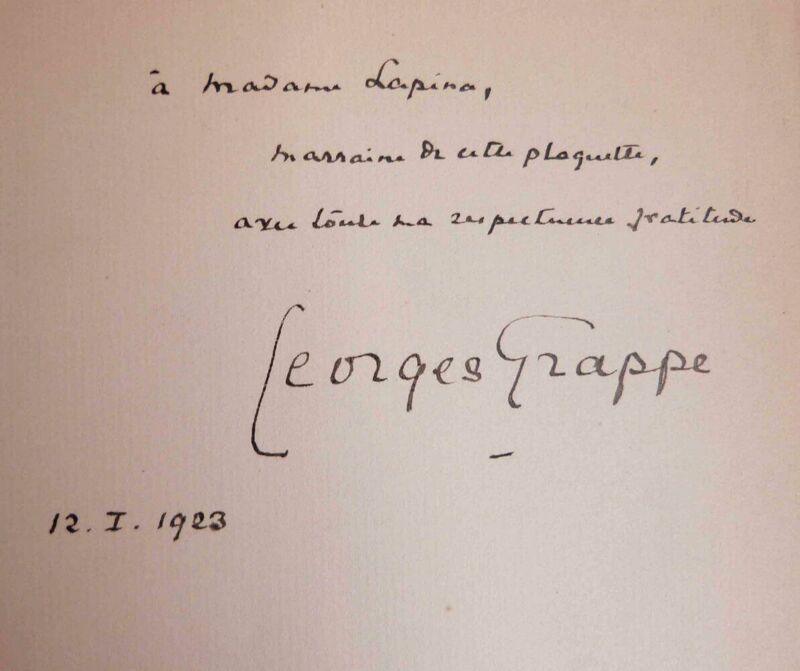 à Madame Lapina,
marraine de cette plaquette,
avec toute ma respectueuse gratitude
Georges Grappe
12. I. 1923